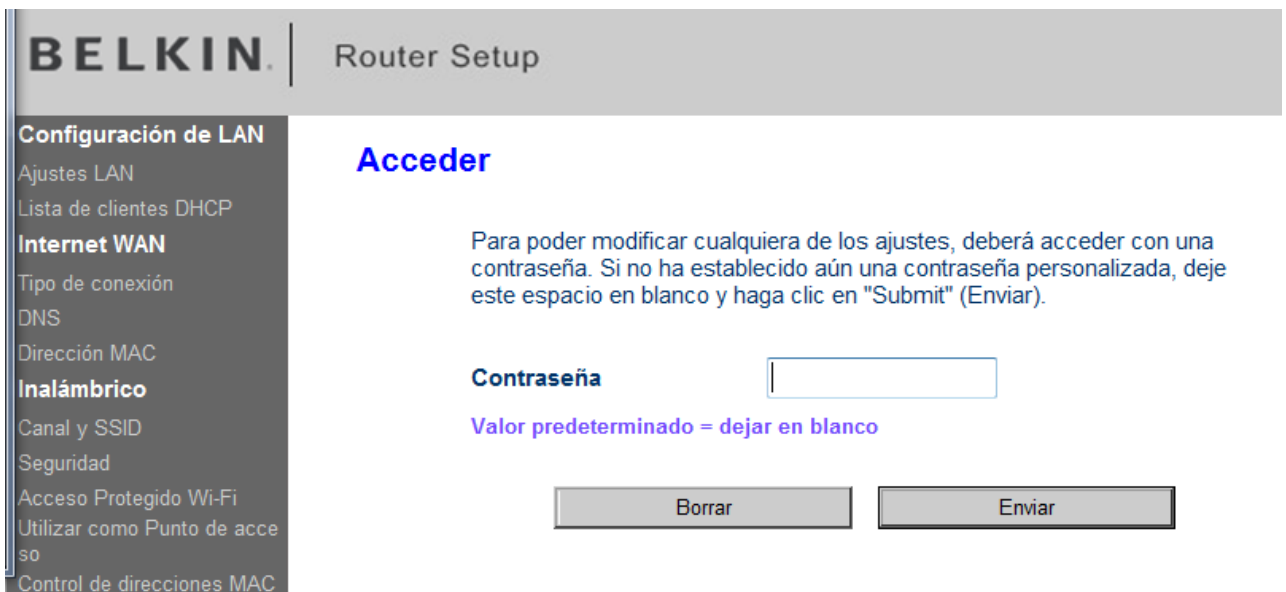 BELKIN. Router Setup
Configuración de LAN
Ajustes LAN
Lista de clientes DHCP
Internet WAN
Tipo de conexión
DNS
Dirección MAC
Inalámbrico
Canal y SSID
Seguridad
Acceso Protegido Wi-Fi
Utilizar como Punto de acce
so
Control de direcciones MAC
Acceder
Para poder modificar cualquiera de los ajustes, deberá acceder con una
contraseña. Si no ha establecido aún una contraseña personalizada, deje
este espacio en blanco y haga clic en "Submit" (Enviar).
Contraseña
Valor predeterminado = dejar en blanco
Borrar Enviar